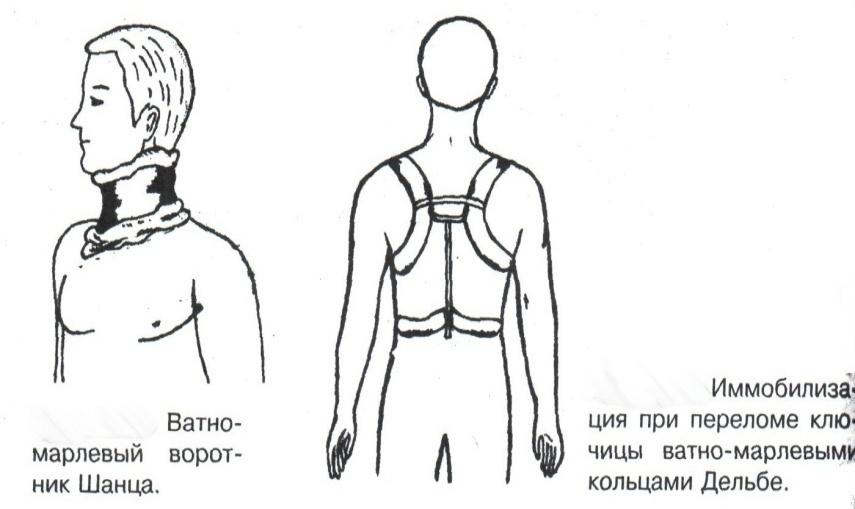 Ватно-
марлевый ворот-
ник Шанца.
Иммобилиза-
ция при переломе клю-
чицы ватно-марлевыми
кольцами Дельбе.